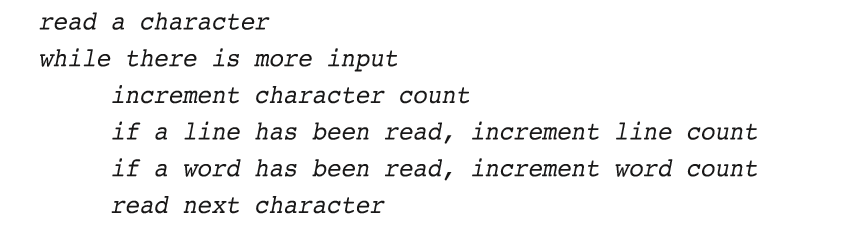 read a character
while there is more input
increment character count
if a line has been read, increment line count
if a word has been read, increment word count
read next character